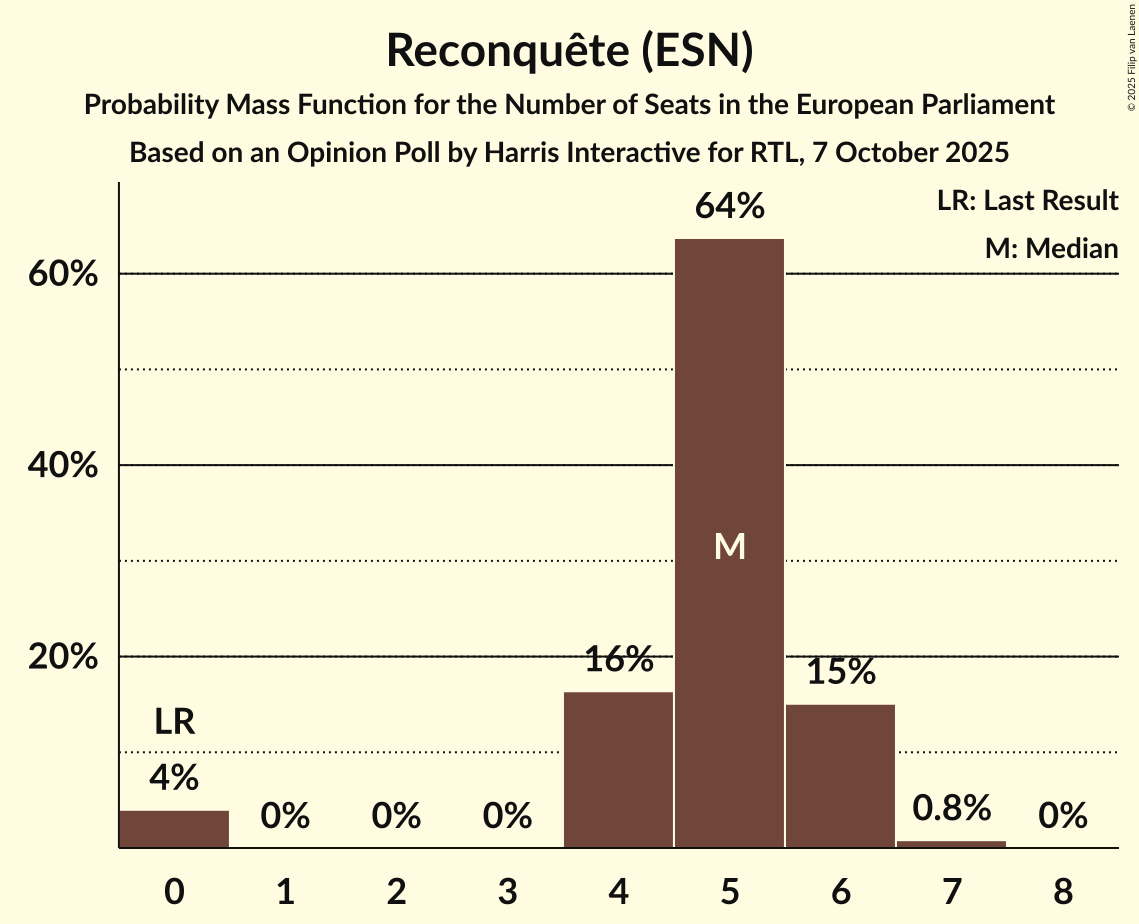 Reconquête (ESN)
Probability Mass Function for the Number of Seats in the European Parliament
Based on an Opinion Poll by Harris Interactive for RTL, 7 October 2025
© 2025 Filip van Laenen
LR: Last Result
M: Median
64%
60%
40%
M
20%
16%
15%
LR
4%
0%
0%
0%
0.8%
0%
0 1 2 3 4 5 6 7 8